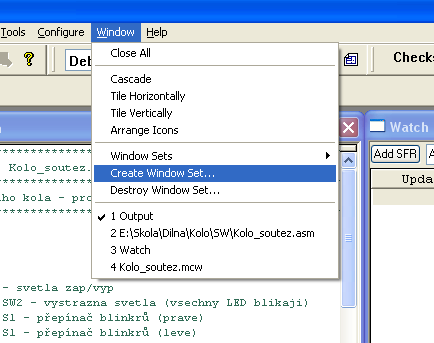 Tools Configure Window Help
Close All
Checks
Cascade
Tile Horizontally
Tile Vertically
Arrange Icons
Window Sets
Create Window Set...
Destroy Window Set...
1 Output
2 E:\Skola\Dilna\Kolo\SW\Kolo_soutez.asm
3 Watch
4 Kolo_soutez.mcw
Watch
Add SFR
Upda
****************
Kolo_soutez.
****************
ho kola - pro
****************
- svetla zap/vyp
SW2 - vystrazna svetla (vsechny LED blikaji)
S1 - přepínač blinkrů (prave)
S1 - přepínač blinkrů (leve)